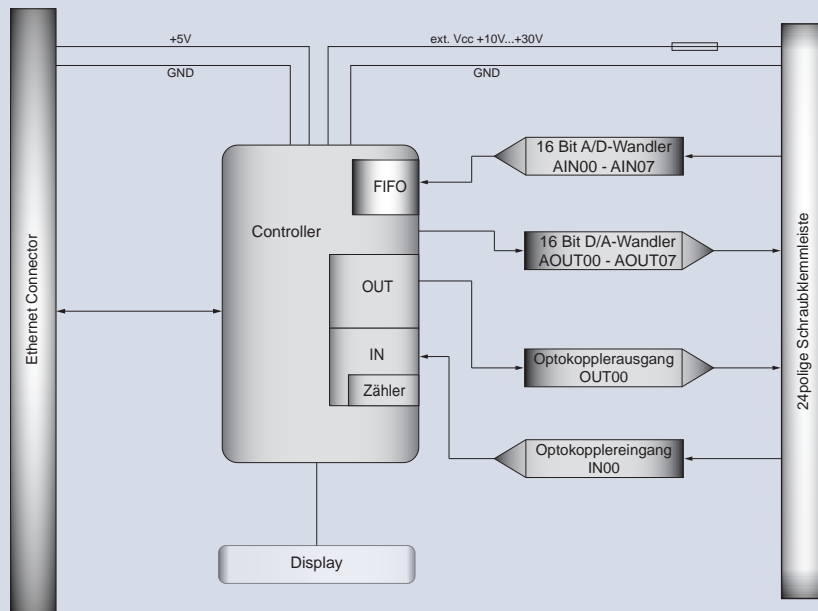 +5V
ext. Vcc +10V...+30V
GND
GND
16 Bit A/D-Wandler
AIN00 - AIN07
FIFO
Controller
16 Bit D/A-Wandler
AOUT00 - AOUT07
OUT
Ethernet Connector
24polige Schraubklemmleiste
IN
Optokopplerausgang
OUT00
Zähler
Optokopplereingang
IN00
Display